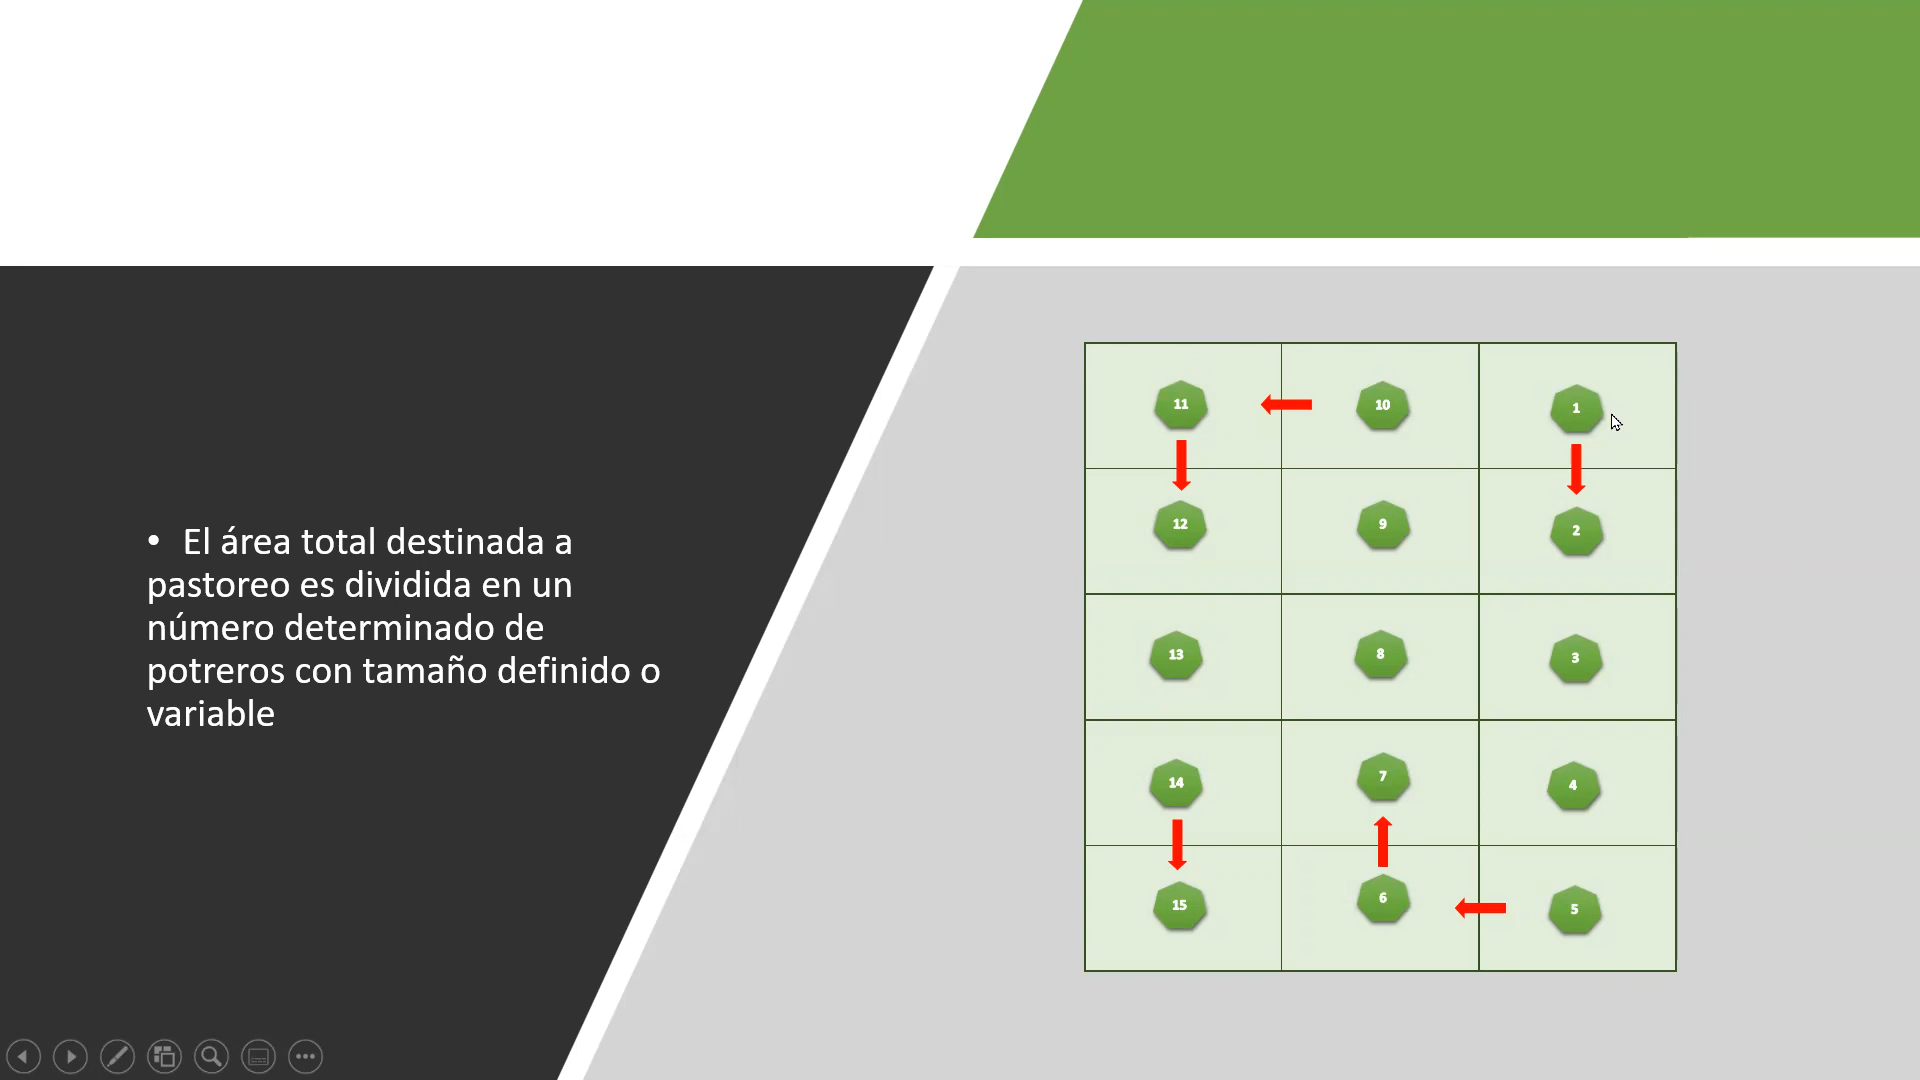 • El área total destinada a
pastoreo es dividida en un
número determinado de
potreros con tamaño definido o
variable
11 10 1
12 9 2
13 8 3
14 7 4
15 6 5